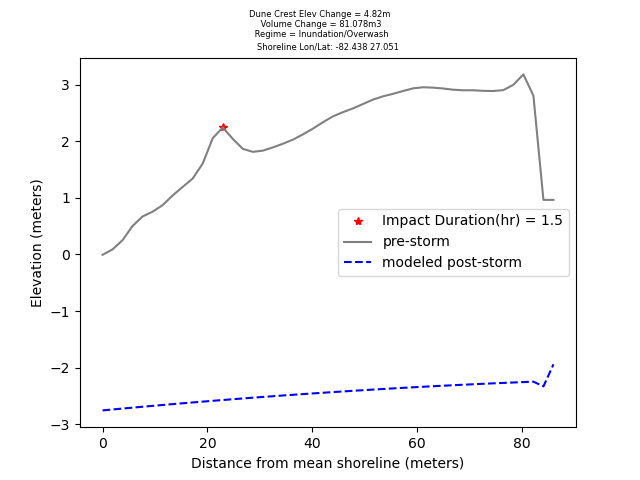 Dune Crest Elev Change = 4.82m
Volume Change = 81.078m3
Regime = Inundation/Overwash
Shoreline Lon/Lat: -82.438 27.051
3
2
1
0
−1
−2
−3
Elevation (meters)
Impact Duration(hr) = 1.5
pre-storm
modeled post-storm
0
20
40
60
80
Distance from mean shoreline (meters)